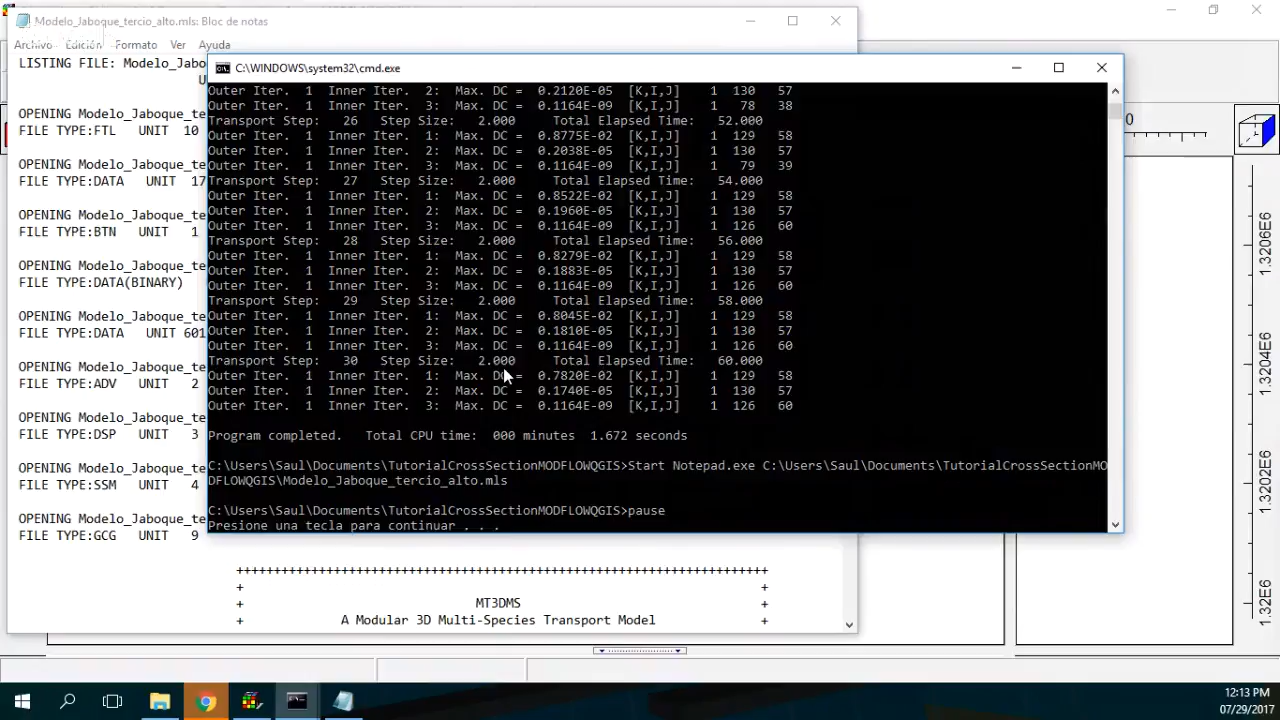 Modelo_Jaboque_tercio_alto.mls: Bloc de notas
Archivo Edición Formato Ver Ayuda
LISTING FILE: Modelo_Jabo
U
OPENING Modelo_Jaboque_te
FILE TYPE:FTL UNIT 10
OPENING Modelo_Jaboque_te
FILE TYPE:DATA UNIT 17
OPENING Modelo_Jaboque_te
FILE TYPE:BTN UNIT 1
OPENING Modelo_Jaboque_te
FILE TYPE:DATA(BINARY)
OPENING Modelo_Jaboque_te
FILE TYPE:DATA UNIT 601
OPENING Modelo_Jaboque_te
FILE TYPE:ADV UNIT 2
OPENING Modelo_Jaboque_te
FILE TYPE:DSP UNIT 3
OPENING Modelo_Jaboque_te
FILE TYPE:SSM UNIT 4
OPENING Modelo_Jaboque_te
FILE TYPE:GCG UNIT 9
+++++++++++++++++++++++++++++++++++++++++++++++++++++++++++++++++++++++
+ +
+ MT3DMS +
+ A Modular 3D Multi-Species Transport Model +
C:\WINDOWS\system32\cmd.exe
Outer Iter. 1 Inner Iter. 2: Max. DC = 0.2120E-05 [K,I,J] 1 130 57
Outer Iter. 1 Inner Iter. 3: Max. DC = 0.1164E-09 [K,I,J] 1 78 38
Transport Step: 26 Step Size: 2.000 Total Elapsed Time: 52.000
Outer Iter. 1 Inner Iter. 1: Max. DC = 0.8775E-02 [K,I,J] 1 129 58
Outer Iter. 1 Inner Iter. 2: Max. DC = 0.2038E-05 [K,I,J] 1 130 57
Outer Iter. 1 Inner Iter. 3: Max. DC = 0.1164E-09 [K,I,J] 1 79 39
Transport Step: 27 Step Size: 2.000 Total Elapsed Time: 54.000
Outer Iter. 1 Inner Iter. 1: Max. DC = 0.8522E-02 [K,I,J] 1 129 58
Outer Iter. 1 Inner Iter. 2: Max. DC = 0.1960E-05 [K,I,J] 1 130 57
Outer Iter. 1 Inner Iter. 3: Max. DC = 0.1164E-09 [K,I,J] 1 126 60
Transport Step: 28 Step Size: 2.000 Total Elapsed Time: 56.000
Outer Iter. 1 Inner Iter. 1: Max. DC = 0.8279E-02 [K,I,J] 1 129 58
Outer Iter. 1 Inner Iter. 2: Max. DC = 0.1883E-05 [K,I,J] 1 130 57
Outer Iter. 1 Inner Iter. 3: Max. DC = 0.1164E-09 [K,I,J] 1 126 60
Transport Step: 29 Step Size: 2.000 Total Elapsed Time: 58.000
Outer Iter. 1 Inner Iter. 1: Max. DC = 0.8045E-02 [K,I,J] 1 129 58
Outer Iter. 1 Inner Iter. 2: Max. DC = 0.1810E-05 [K,I,J] 1 130 57
Outer Iter. 1 Inner Iter. 3: Max. DC = 0.1164E-09 [K,I,J] 1 126 60
Transport Step: 30 Step Size: 2.000 Total Elapsed Time: 60.000
Outer Iter. 1 Inner Iter. 1: Max. DC = 0.7820E-02 [K,I,J] 1 129 58
Outer Iter. 1 Inner Iter. 2: Max. DC = 0.1740E-05 [K,I,J] 1 130 57
Outer Iter. 1 Inner Iter. 3: Max. DC = 0.1164E-09 [K,I,J] 1 126 60
Program completed. Total CPU time: 000 minutes 1.672 seconds
C:\Users\Saul\Documents\TutorialCrossSectionMODFLOWQGIS>Start Notepad.exe C:\Users\Saul\Documents\TutorialCrossSectionMO
DFLOWQGIS\Modelo_Jaboque_tercio_alto.mls
C:\Users\Saul\Documents\TutorialCrossSectionMODFLOWQGIS>pause
Presione una tecla para continuar . . .
0
1.3206E6
1.3204E6
1.3202E6
1.32E6
12:13 PM
07/29/2017